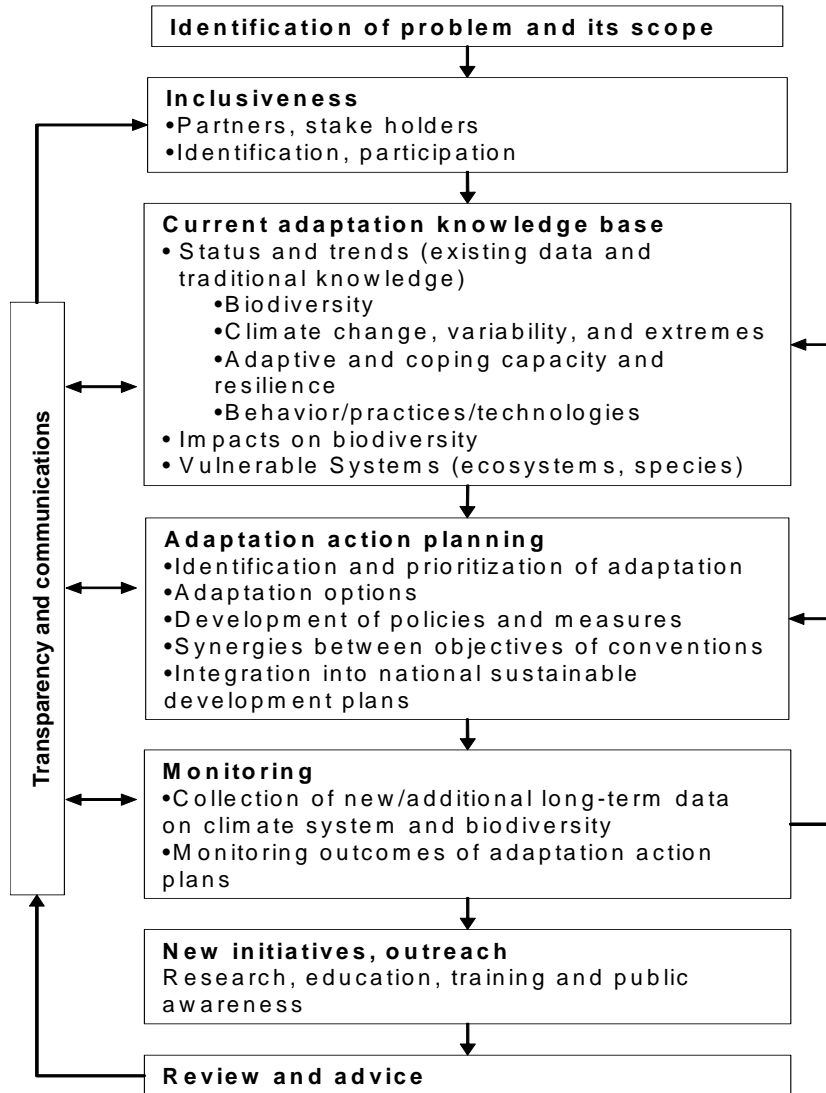 Identification of problem and its scope
Inclusiveness
•Partners, stake holders
•Identification, participation
Current adaptation knowledge base
• Status and trends (existing data and
traditional knowledge)
•Biodiversity
•Climate change, variability, and extremes
•Adaptive and coping capacity and
resilience
•Behavior/practices/technologies
• Impacts on biodiversity
• Vulnerable Systems (ecosystems, species)
Transparency and communications
Adaptation action planning
•Identification and prioritization of adaptation
•Adaptation options
•Development of policies and measures
•Synergies between objectives of conventions
•Integration into national sustainable
development plans
Monitoring
•Collection of new/additional long-term data
on climate system and biodiversity
•Monitoring outcomes of adaptation action
plans
New initiatives, outreach
Research, education, training and public
awareness
Review and advice